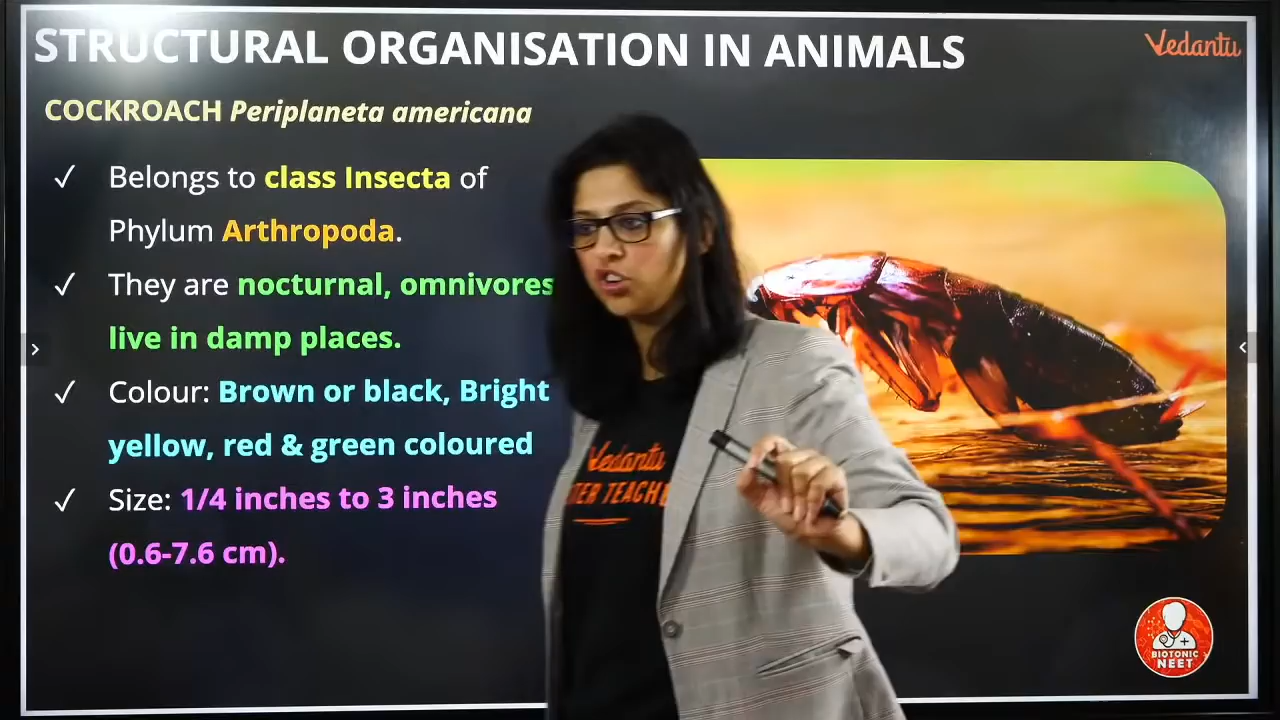 STRUCTURAL ORGANISATION IN ANIMALS
Vedantu
COCKROACH Periplaneta americana
✓ Belongs to class Insecta of
Phylum Arthropoda.
✓ They are nocturnal, omnivores
live in damp places.
✓ Colour: Brown or black, Bright
yellow, red & green coloured
✓ Size: 1/4 inches to 3 inches
(0.6-7.6 cm).
Vedantu
BIOTONIC
NEET